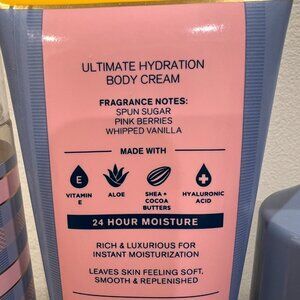 ULTIMATE HYDRATION
BODY CREAM
FRAGRANCE NOTES:
SPUN SUGAR
PINK BERRIES
WHIPPED VANILLA
MADE WITH
E
VITAMIN
E
ALOE
SHEA +
COCOA
BUTTERS
HYALURONIC
ACID
24 HOUR MOISTURE
RICH & LUXURIOUS FOR
INSTANT MOISTURIZATION
LEAVES SKIN FEELING SOFT,
SMOOTH & REPLENISHED